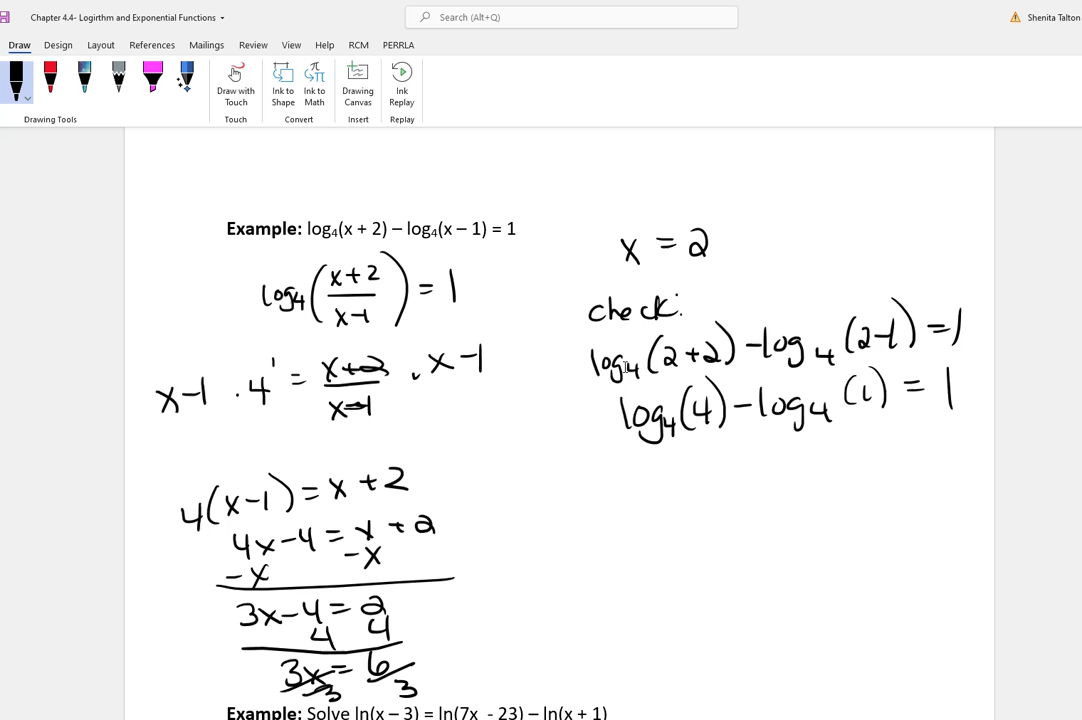 Chapter 4.4- Logirthm and Exponential Functions
Search (Alt+Q)
Shenita Talton
Draw Design Layout References Mailings Review View Help RCM PERRLA
Draw with Touch
Ink to Shape
Ink to Math
Drawing Canvas
Ink Replay
Drawing Tools Touch Convert Insert Replay
Example: log₄(x + 2) – log₄(x – 1) = 1
log₄(x+2/x-1) = 1
x-1 · 4¹ = x+2/x-1 · x-1
4(x-1) = x+2
4x-4 = x+2
-x -x
3x-4 = 2
4 4
3x = 6
3 3
x = 2
check:
log₄(2+2) - log₄(2-1) = 1
log₄(4) - log₄(1) = 1
Example: Solve ln(x – 3) = ln(7x - 23) – ln(x + 1)